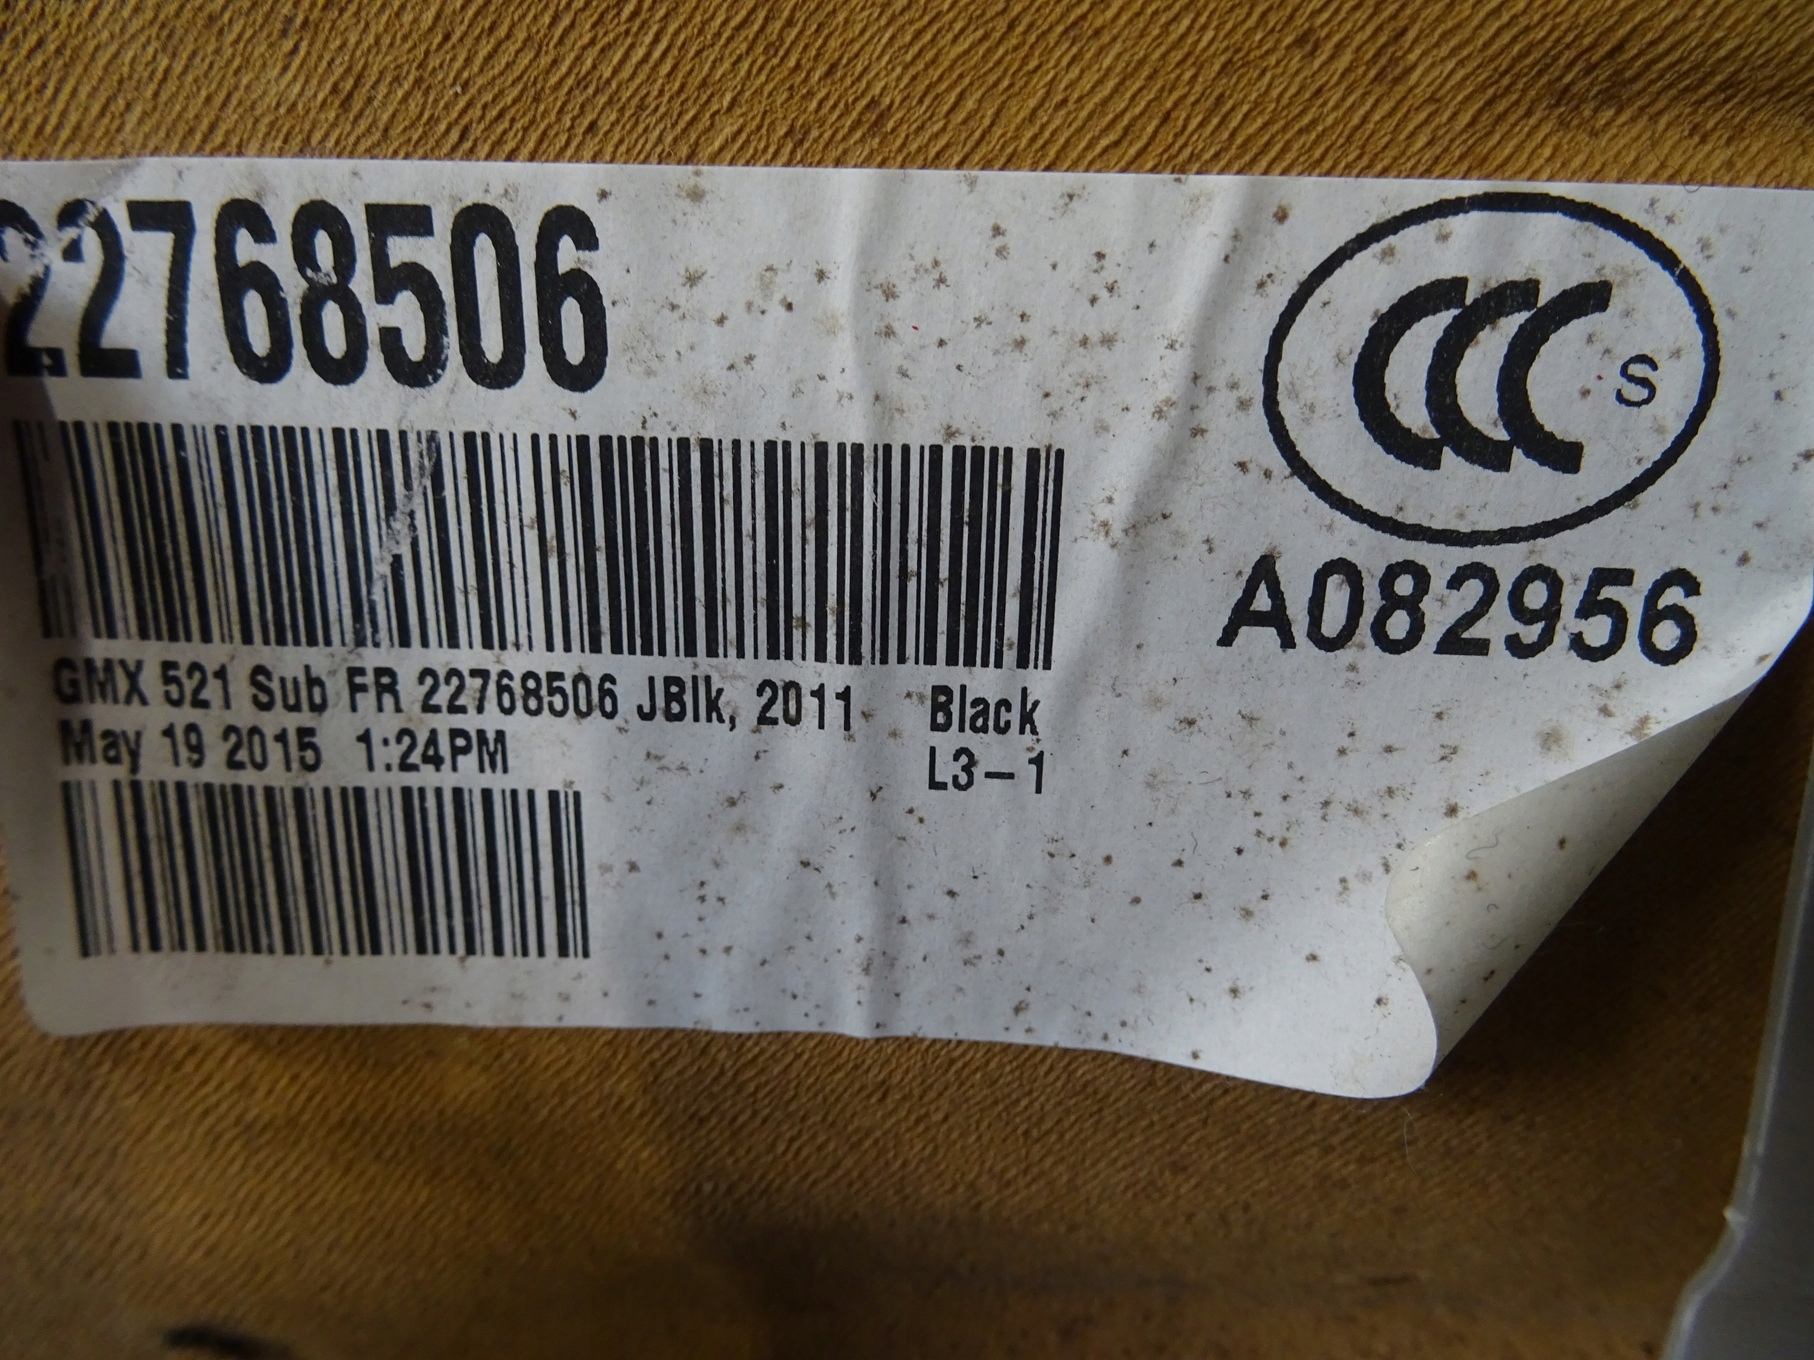 22768506
CCC S
A082956
GMX 521 Sub FR 22768506 JBlk, 2011 Black
May 19 2015 1:24PM L3-1